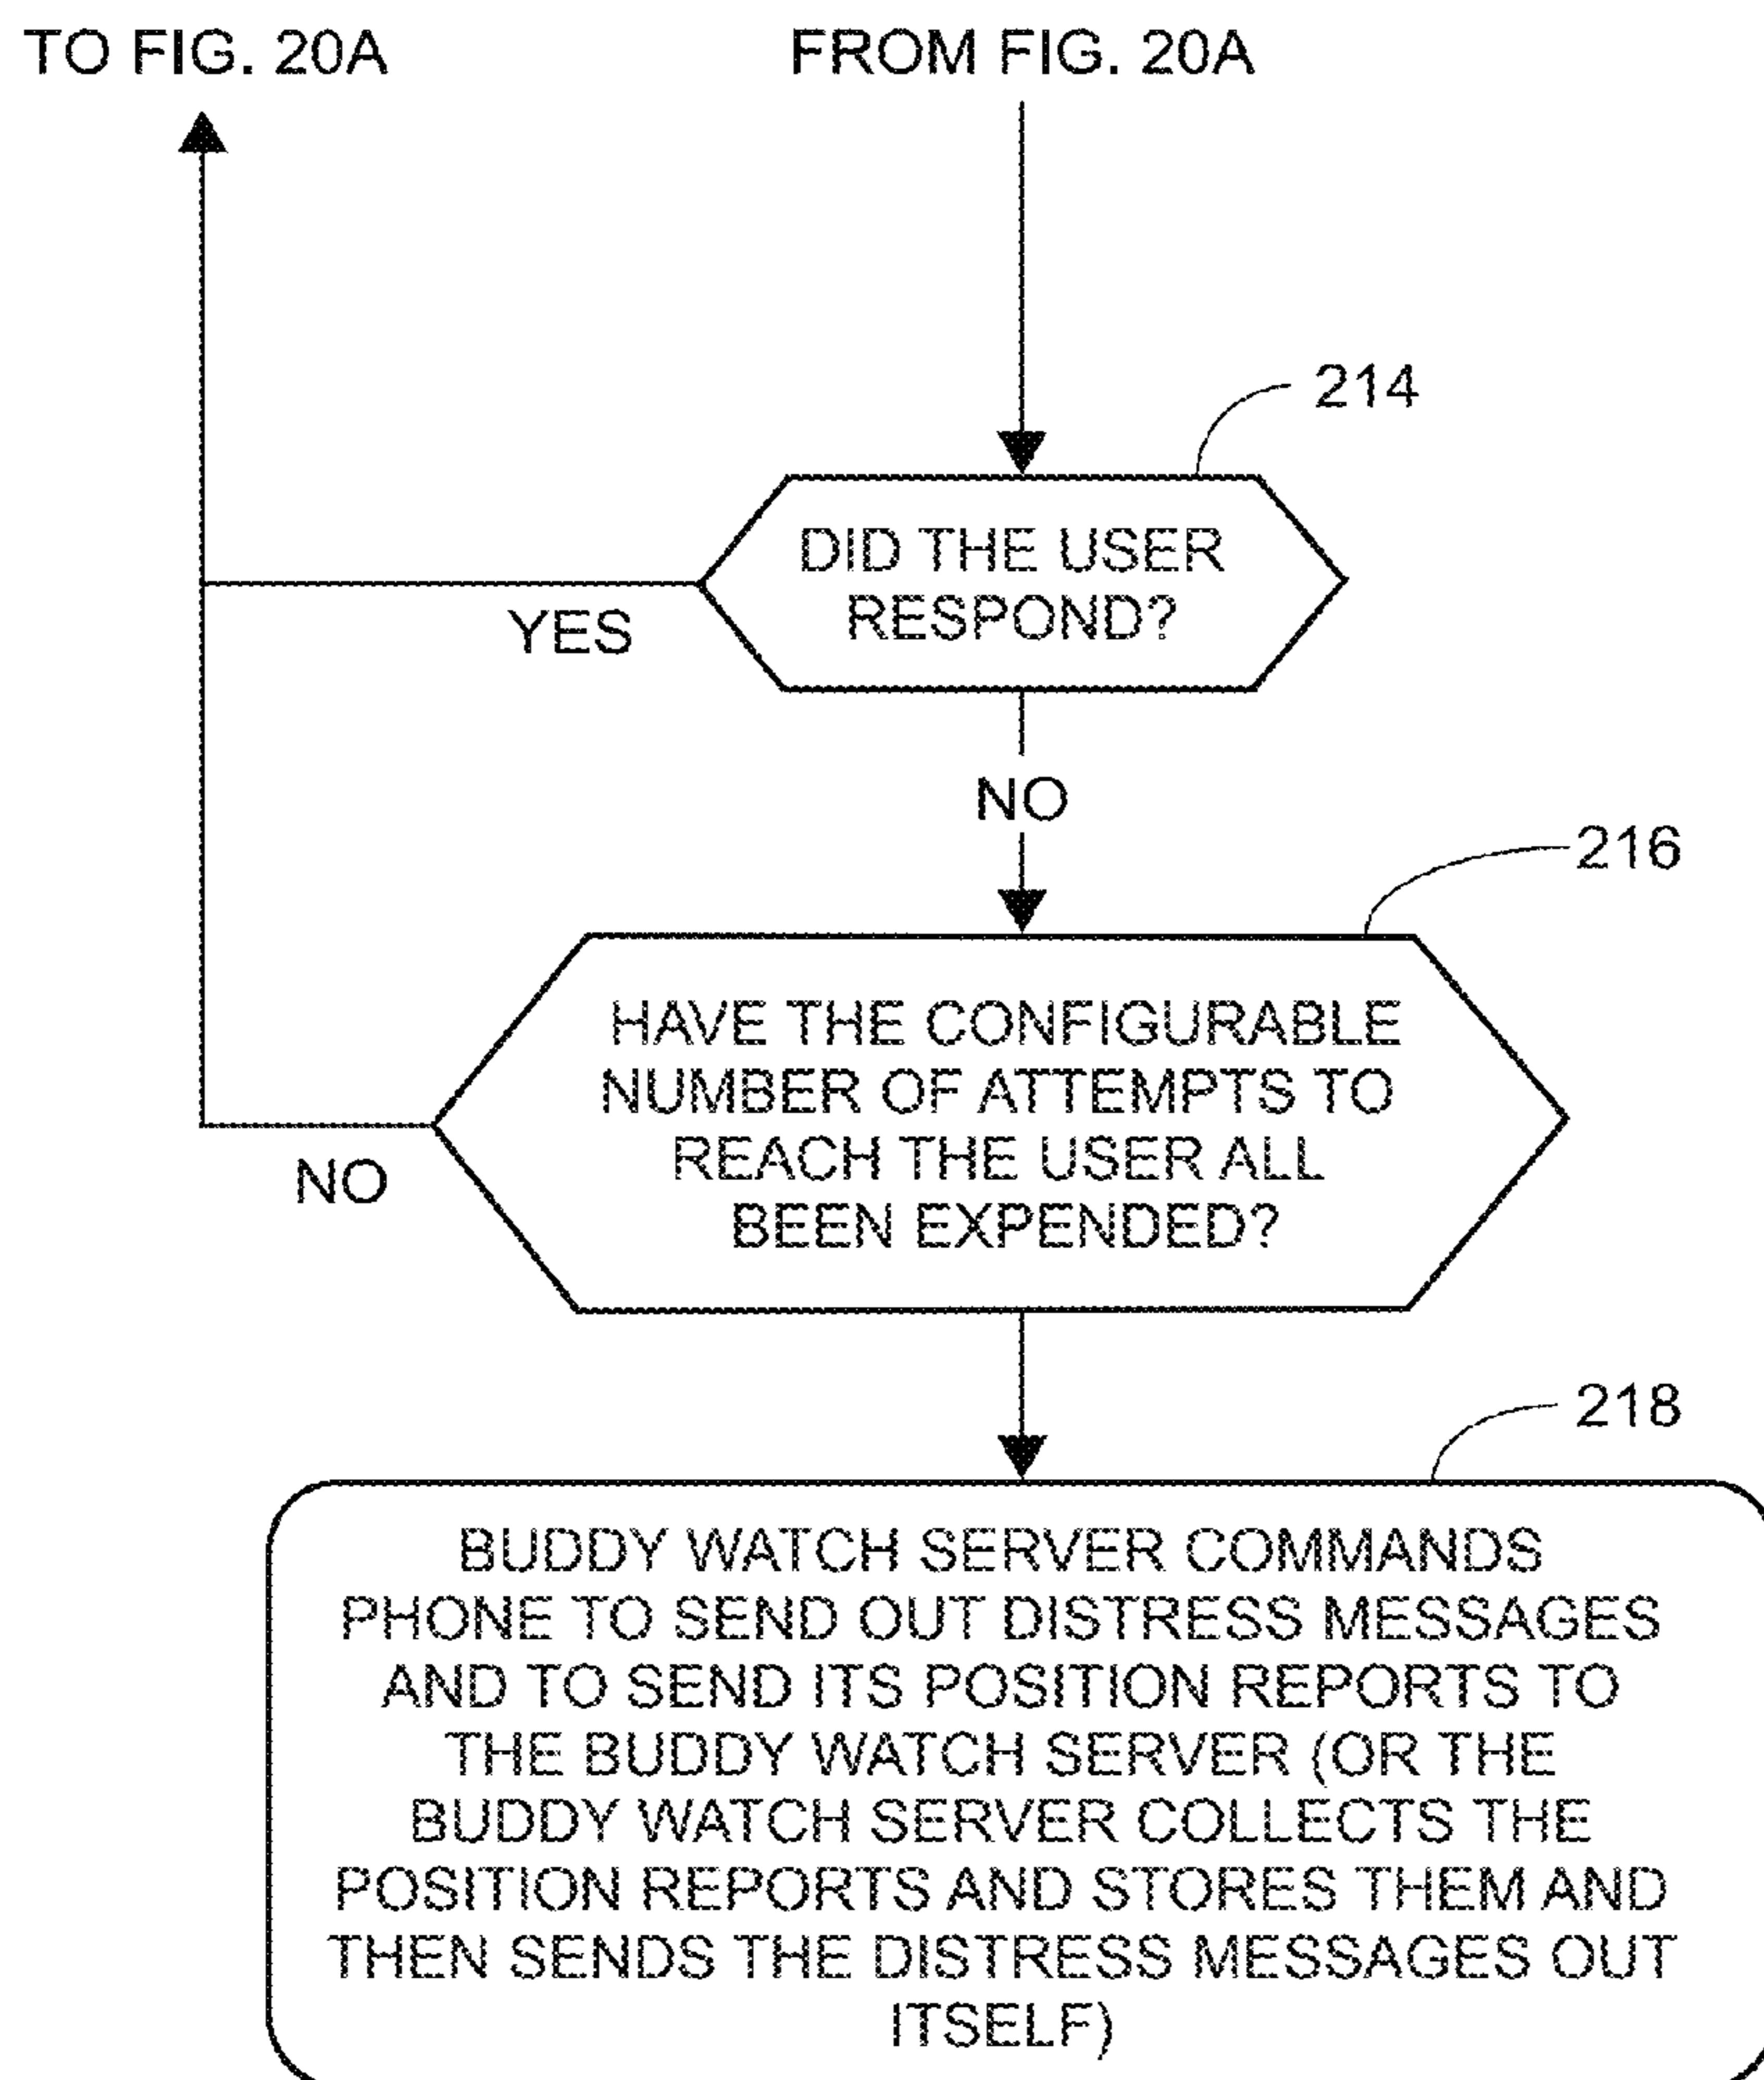 TO FIG. 20A
FROM FIG. 20A
214
DID THE USER
RESPOND?
YES
NO
216
HAVE THE CONFIGURABLE
NUMBER OF ATTEMPTS TO
REACH THE USER ALL
BEEN EXPENDED?
NO
218
BUDDY WATCH SERVER COMMANDS
PHONE TO SEND OUT DISTRESS MESSAGES
AND TO SEND ITS POSITION REPORTS TO
THE BUDDY WATCH SERVER (OR THE
BUDDY WATCH SERVER COLLECTS THE
POSITION REPORTS AND STORES THEM AND
THEN SENDS THE DISTRESS MESSAGES OUT
ITSELF)